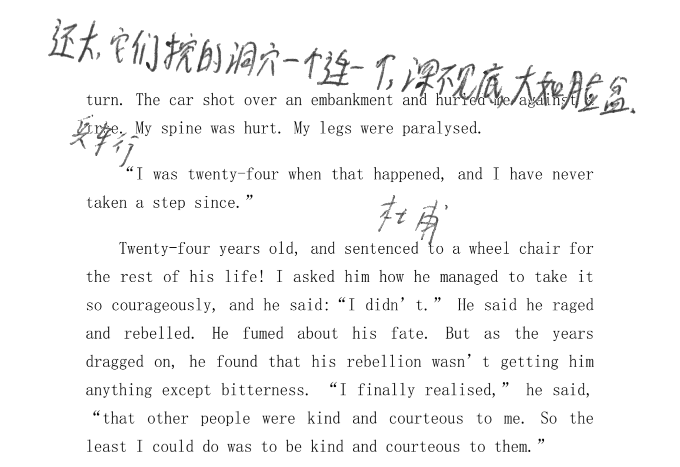 还大,它们挖的洞穴一个连一个,深不见底,大如脸盆.
turn. The car shot over an embankment and hurled me against
tree. My spine was hurt. My legs were paralysed.
兵车行
“I was twenty-four when that happened, and I have never
taken a step since.”
杜甫
Twenty-four years old, and sentenced to a wheel chair for
the rest of his life! I asked him how he managed to take it
so courageously, and he said:“I didn’t.” He said he raged
and rebelled. He fumed about his fate. But as the years
dragged on, he found that his rebellion wasn’t getting him
anything except bitterness. “I finally realised,” he said,
“that other people were kind and courteous to me. So the
least I could do was to be kind and courteous to them.”